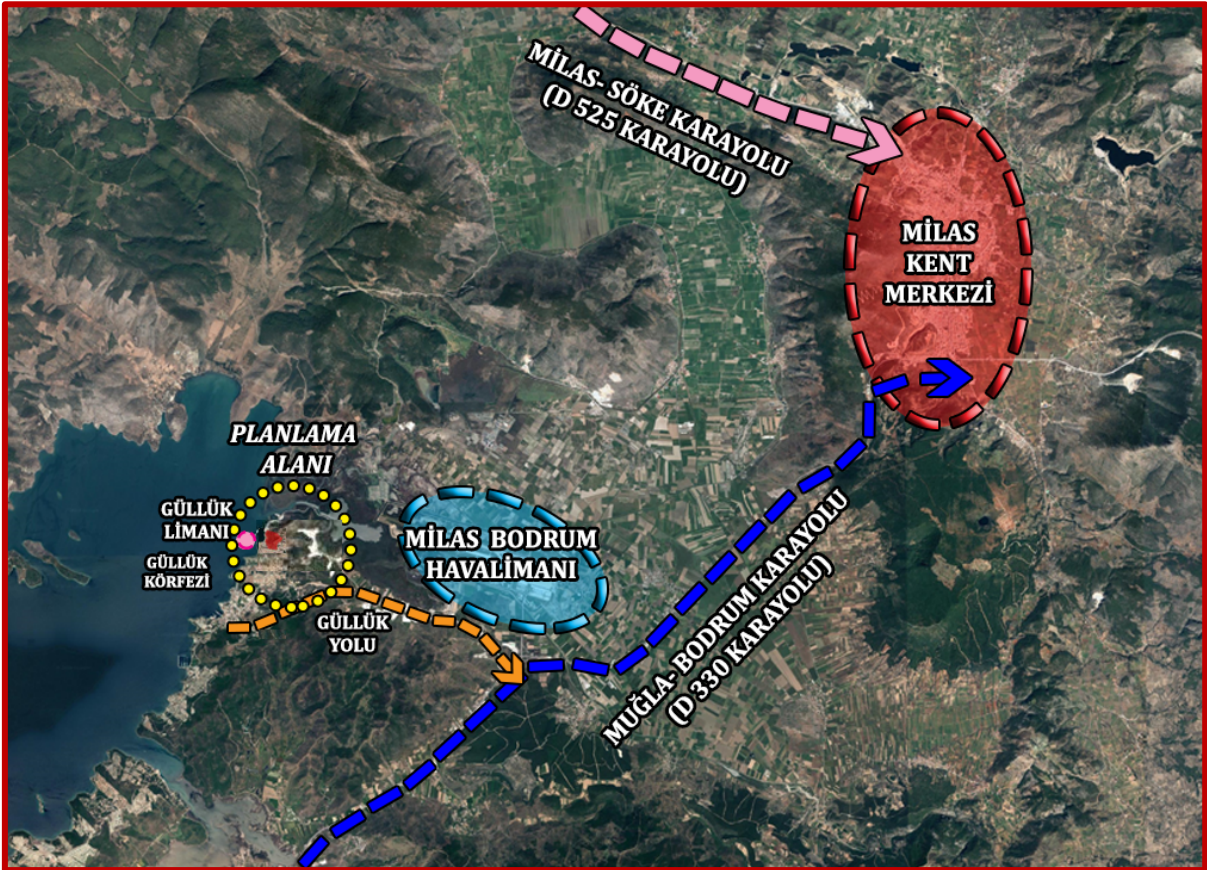 MİLAS- SÖKE KARAYOLU
(D 525 KARAYOLU)
MİLAS
KENT
MERKEZİ
PLANLAMA
ALANI
GÜLLÜK
LİMANI
GÜLLÜK
KÖRFEZİ
MİLAS BODRUM
HAVALİMANI
GÜLLÜK
YOLU
MUĞLA- BODRUM KARAYOLU
(D 330 KARAYOLU)